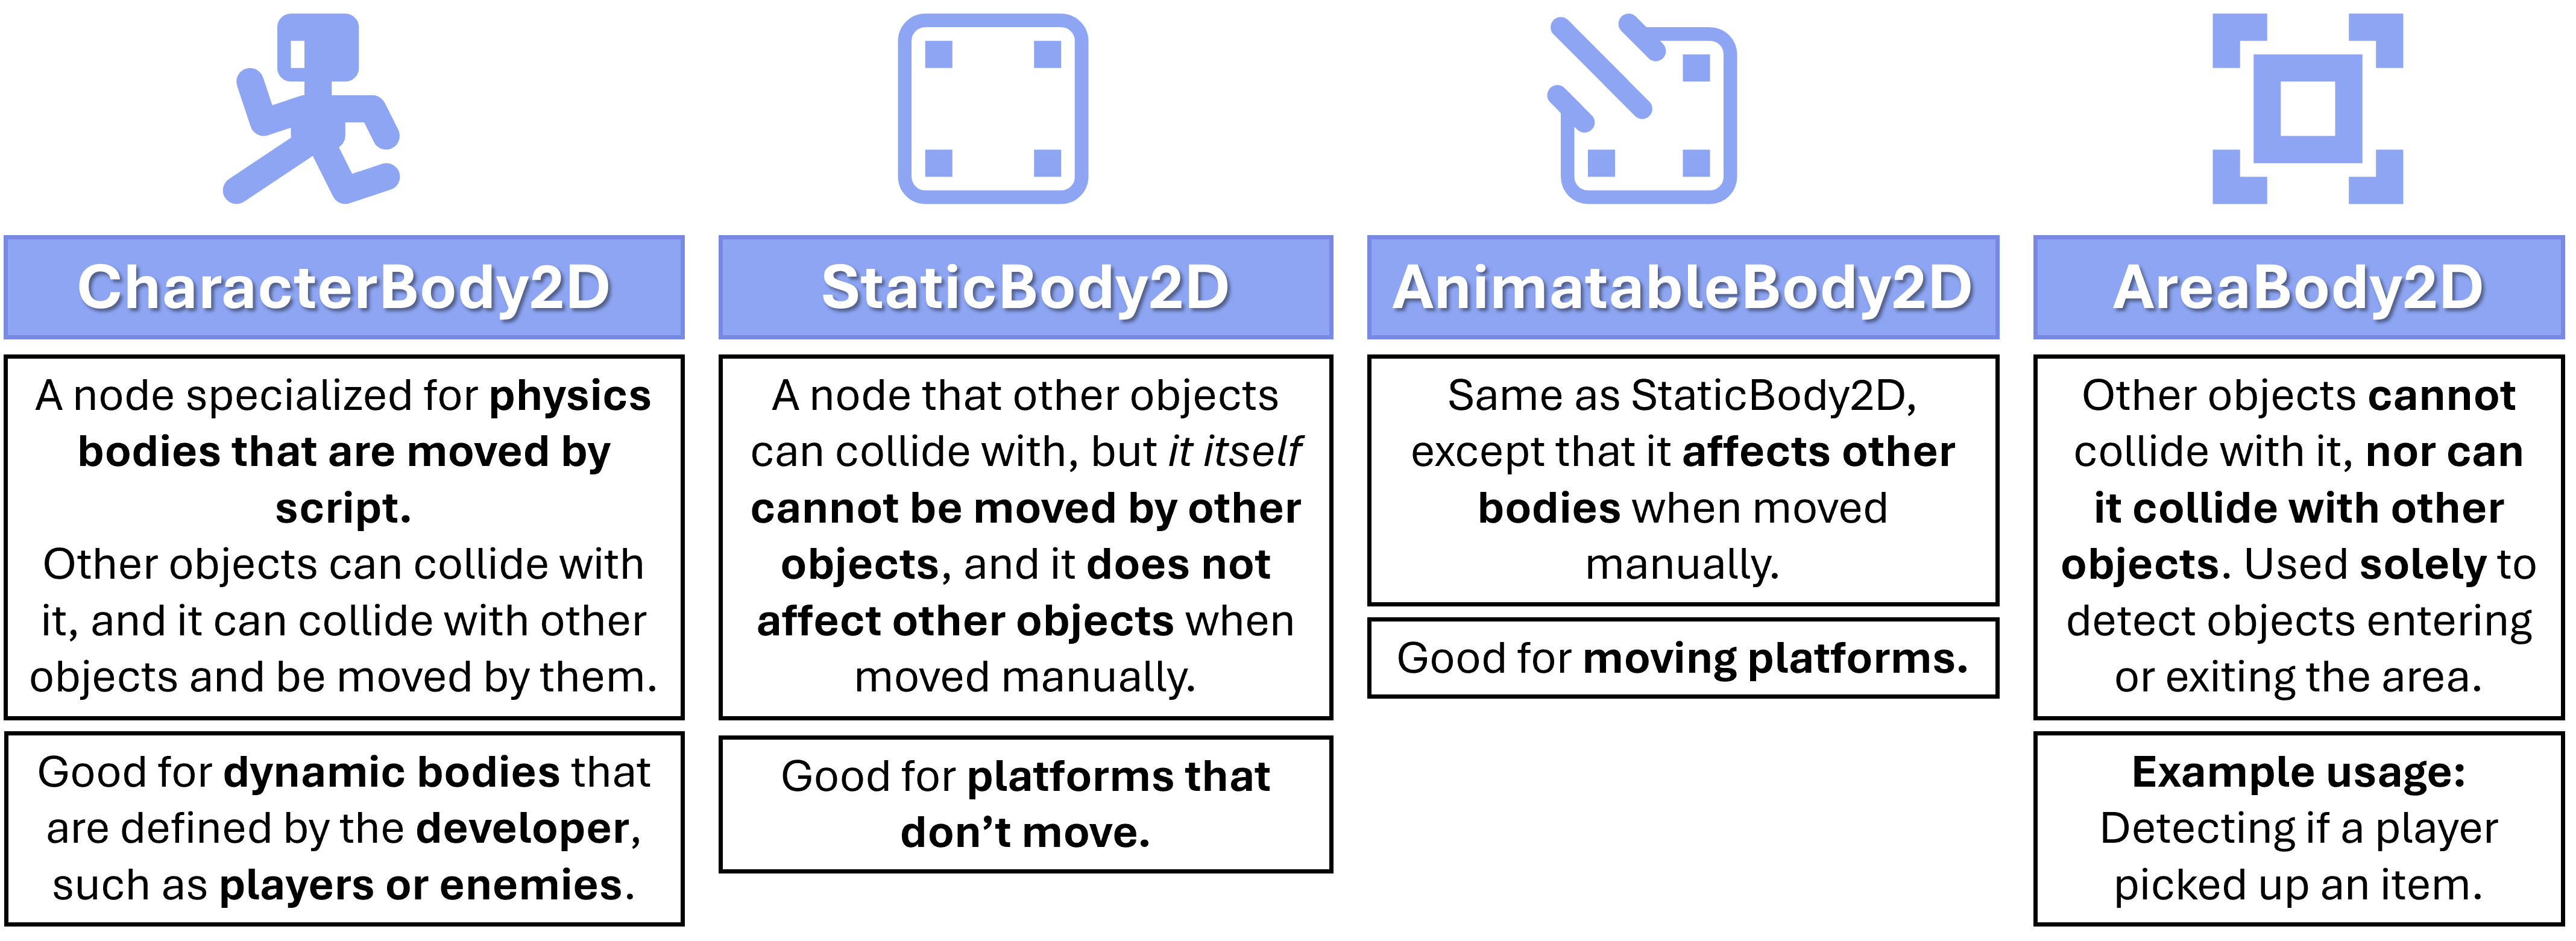 CharacterBody2D
A node specialized for physics
bodies that are moved by
script.
Other objects can collide with
it, and it can collide with other
objects and be moved by them.
Good for dynamic bodies that
are defined by the developer,
such as players or enemies.
StaticBody2D
A node that other objects
can collide with, but it itself
cannot be moved by other
objects, and it does not
affect other objects when
moved manually.
Good for platforms that
don’t move.
AnimatableBody2D
Same as StaticBody2D,
except that it affects other
bodies when moved
manually.
Good for moving platforms.
AreaBody2D
Other objects cannot
collide with it, nor can
it collide with other
objects. Used solely to
detect objects entering
or exiting the area.
Example usage:
Detecting if a player
picked up an item.